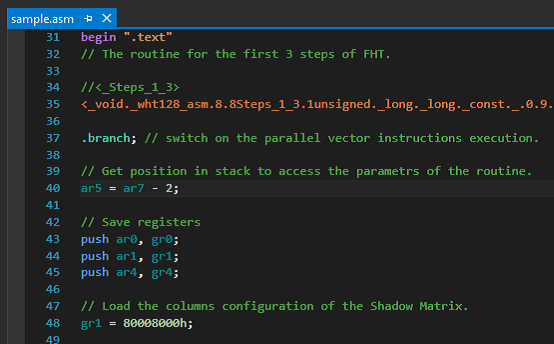 sample.asm
31 begin ".text"
32 // The routine for the first 3 steps of FHT.
33
34 //<_Steps_1_3>
35 <_void._wht128_asm.8.8Steps_1_3.1unsigned._long._long._const._.0.9.
36
37 .branch; // switch on the parallel vector instructions execution.
38
39 // Get position in stack to access the parametrs of the routine.
40 ar5 = ar7 - 2;
41
42 // Save registers
43 push ar0, gr0;
44 push ar1, gr1;
45 push ar4, gr4;
46
47 // Load the columns configuration of the Shadow Matrix.
48 gr1 = 80008000h;
49